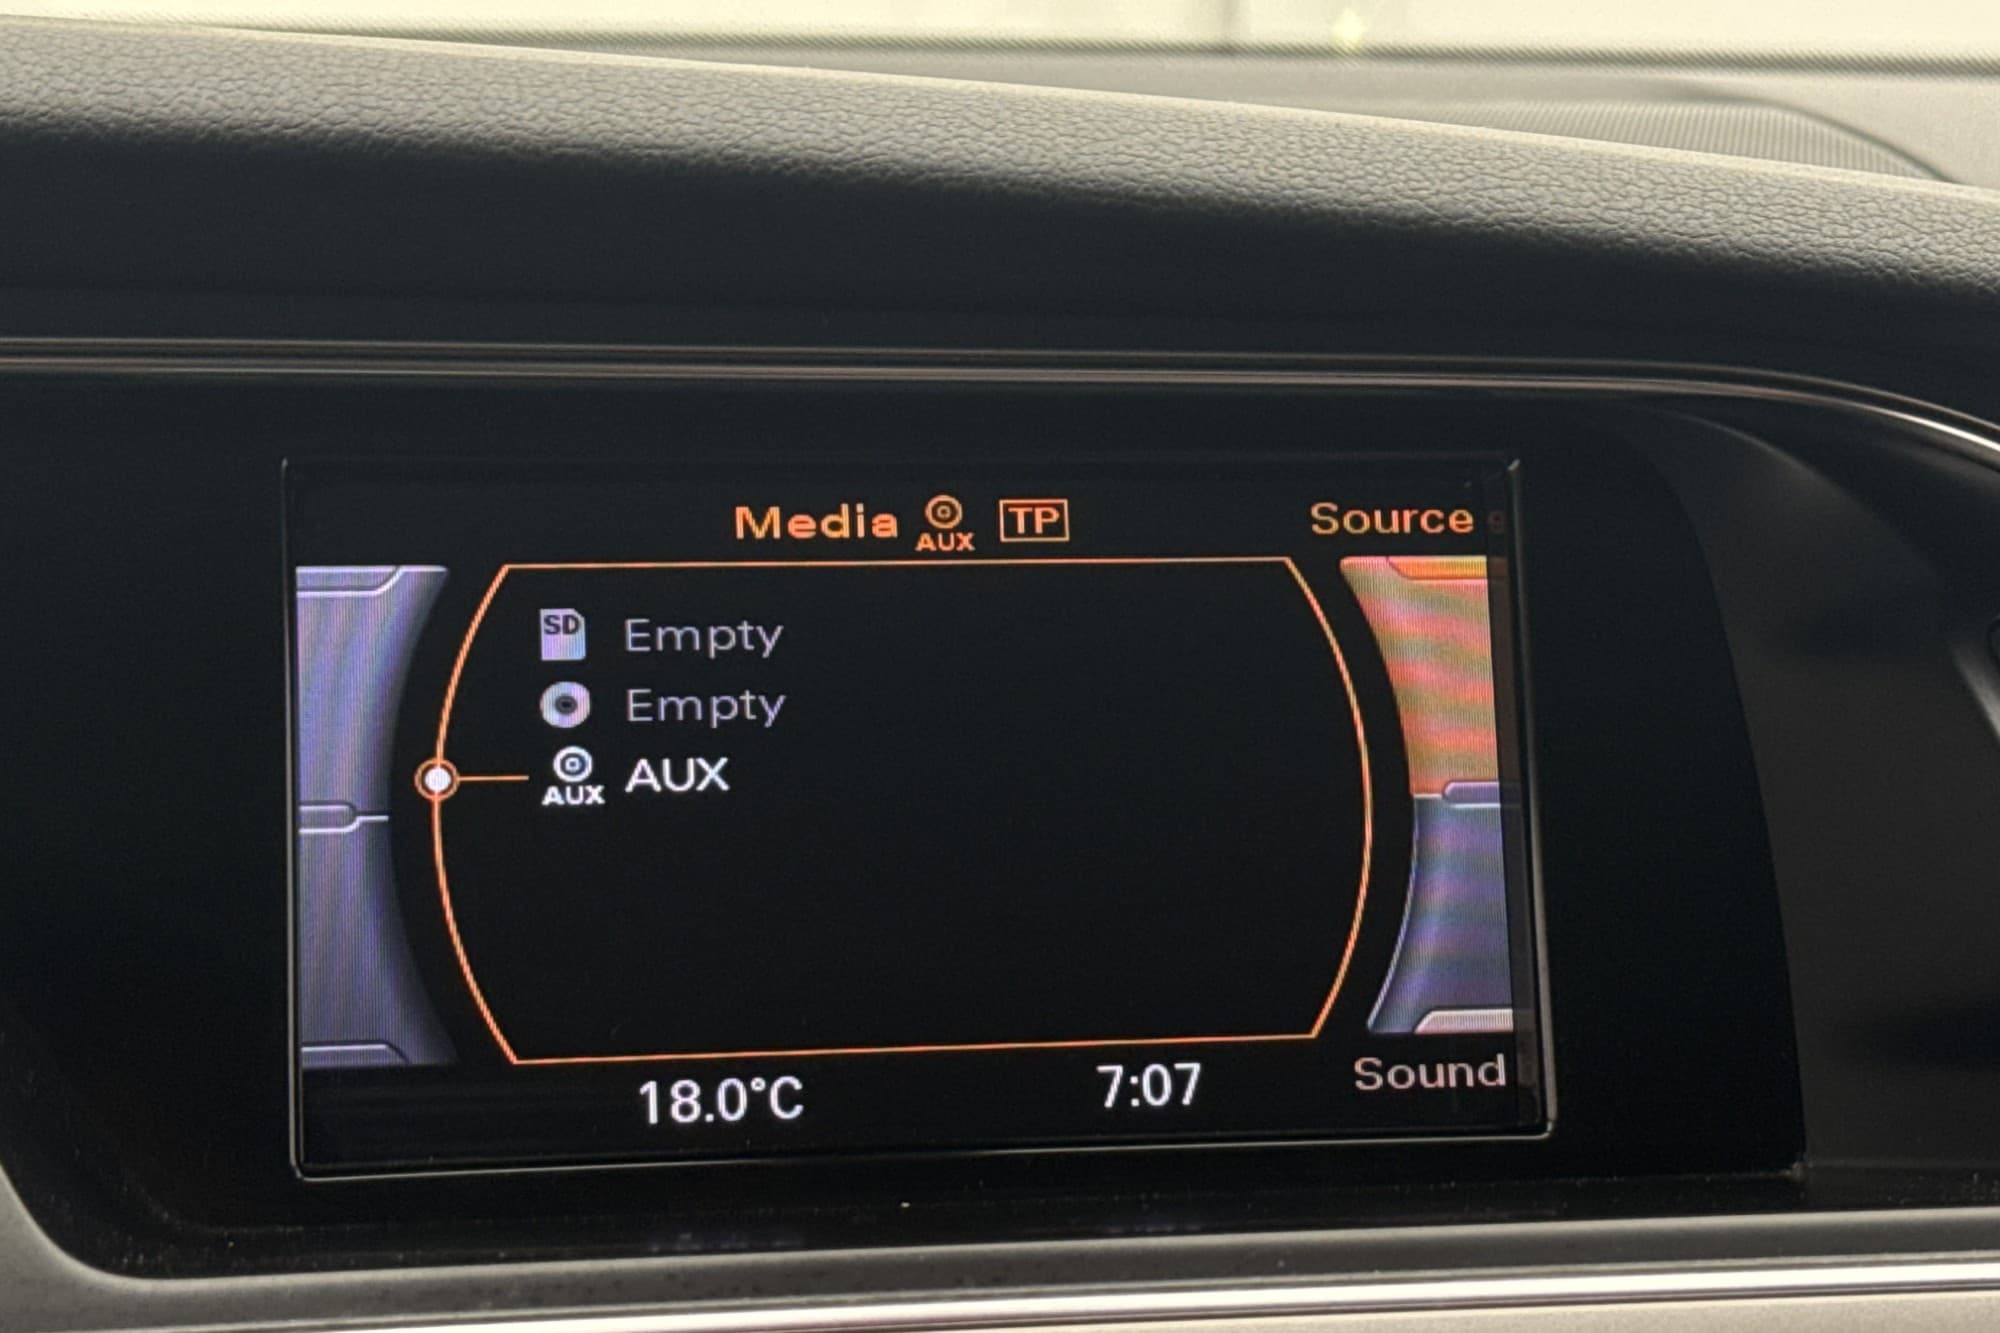 Media AUX TP Source
SD Empty
Empty
AUX AUX
18.0°C 7:07 Sound